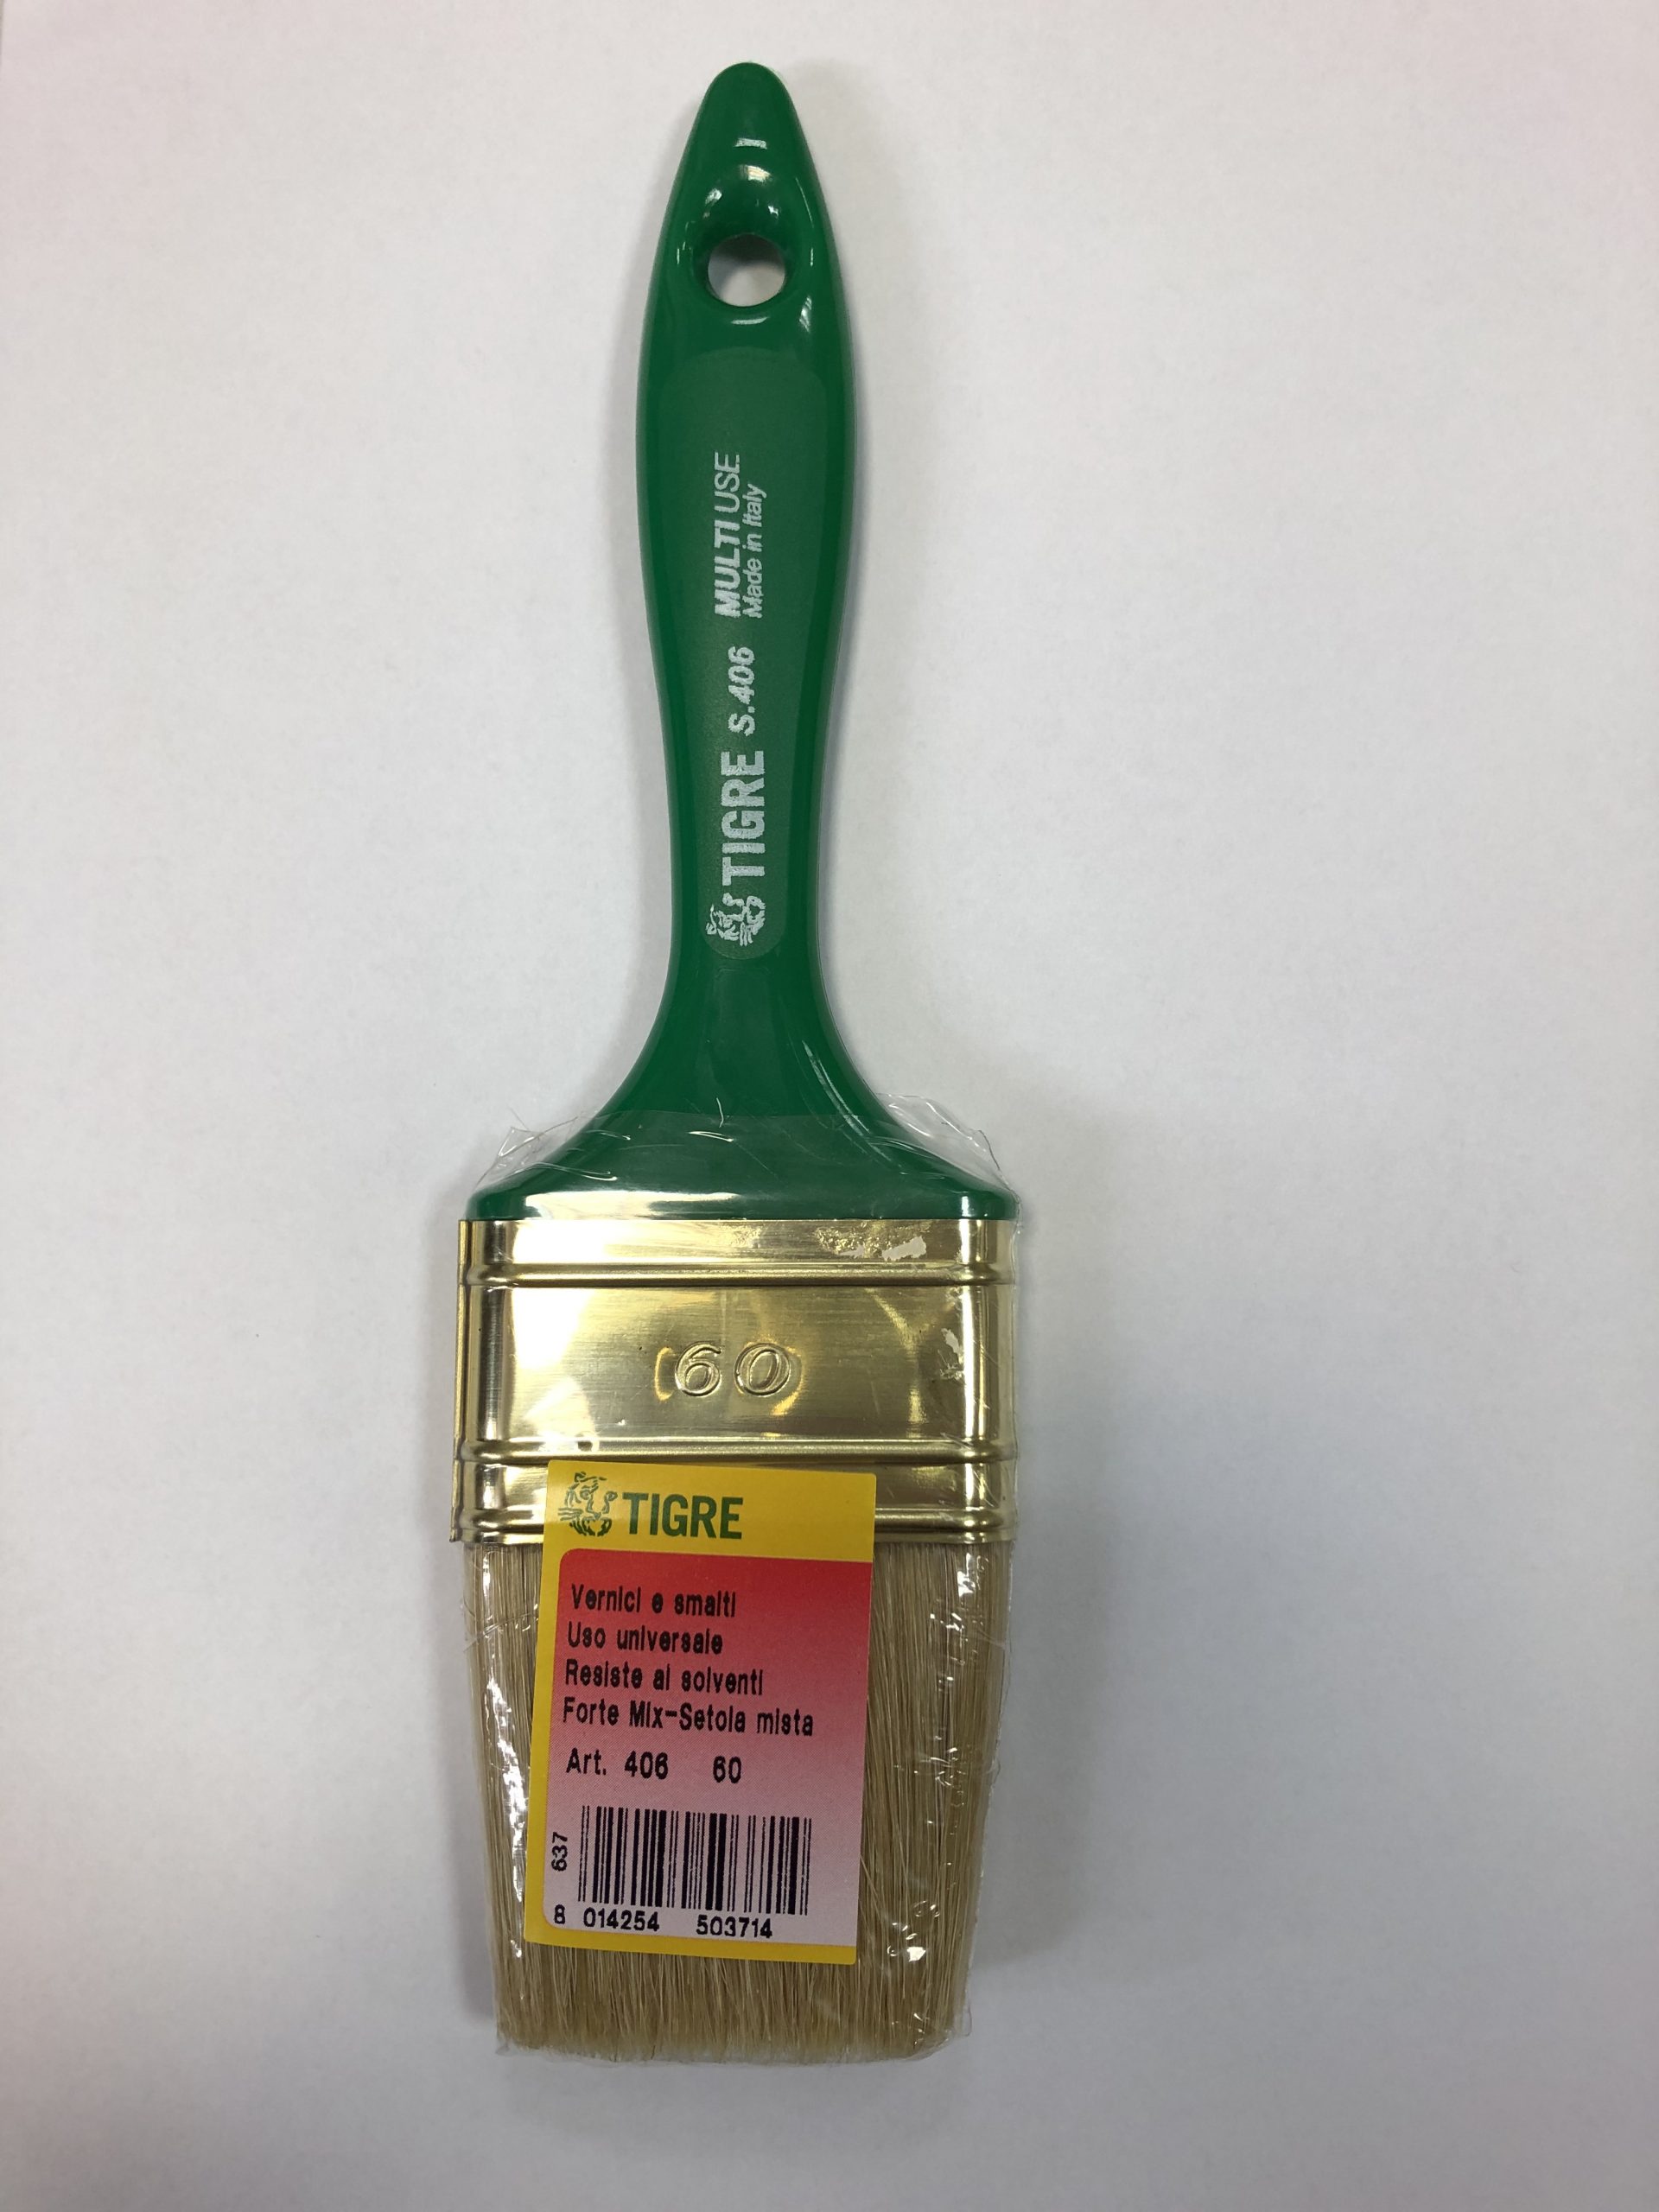 TIGRE S.406 MULTI USE
Made in Italy
60
TIGRE
Vernici e smalti
Uso universale
Resiste ai solventi
Forte Mix-Setola mista
Art. 406 60
637
8 014254 503714